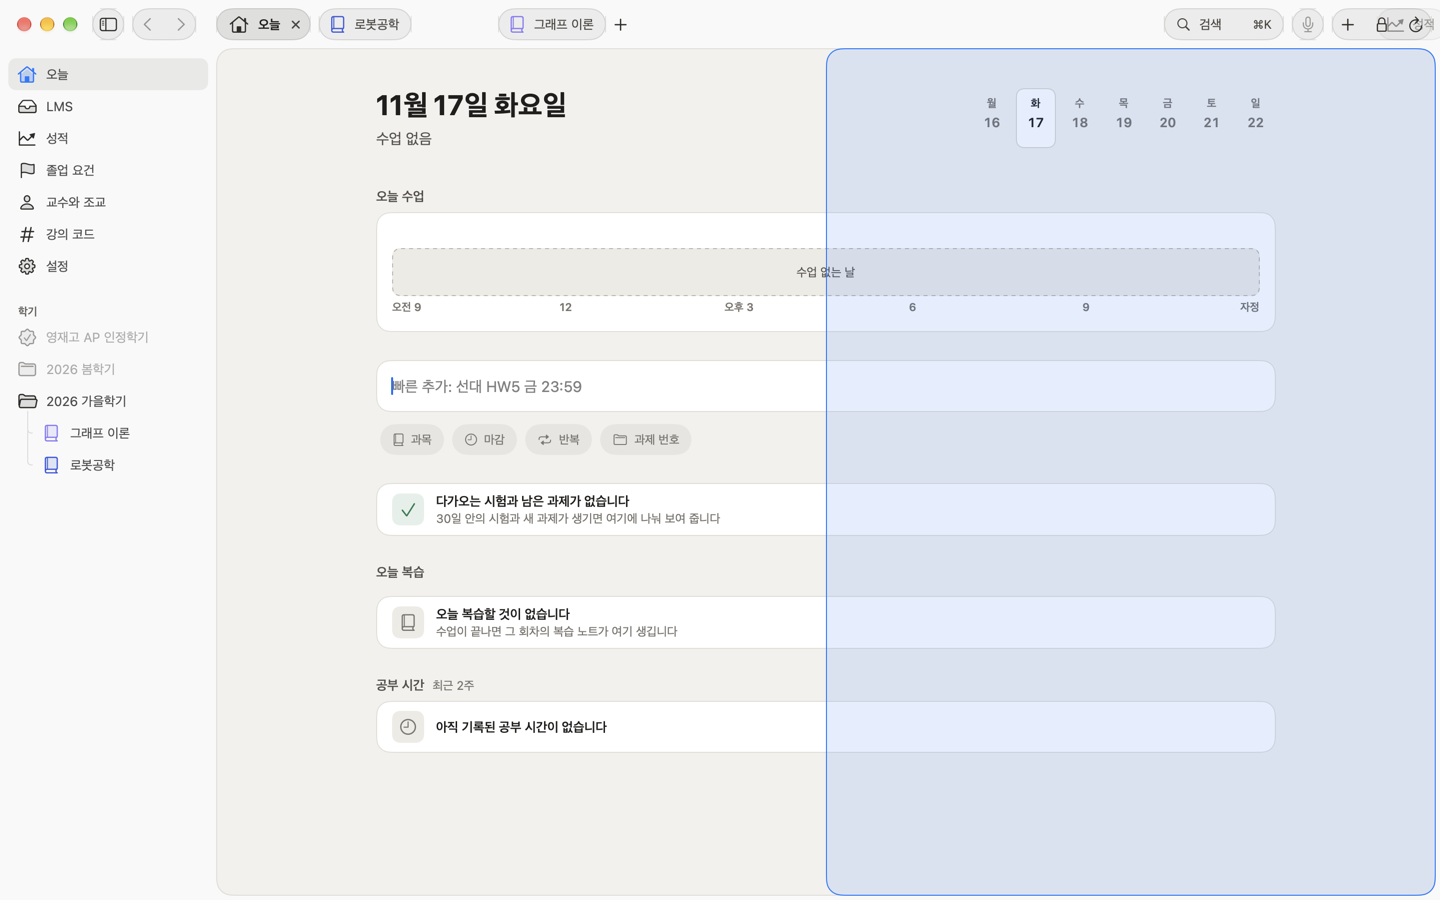 오늘
로봇공학
그래프 이론
검색 ⌘K
성적
오늘
LMS
성적
졸업 요건
교수와 조교
강의 코드
설정
학기
영재고 AP 인정학기
2026 봄학기
2026 가을학기
그래프 이론
로봇공학
11월 17일 화요일
수업 없음
월 화 수 목 금 토 일
16 17 18 19 20 21 22
오늘 수업
수업 없는 날
오전 9 12 오후 3 6 9 자정
빠른 추가: 선대 HW5 금 23:59
과목 마감 반복 과제 번호
다가오는 시험과 남은 과제가 없습니다
30일 안의 시험과 새 과제가 생기면 여기에 나눠 보여 줍니다
오늘 복습
오늘 복습할 것이 없습니다
수업이 끝나면 그 회차의 복습 노트가 여기 생깁니다
공부 시간 최근 2주
아직 기록된 공부 시간이 없습니다